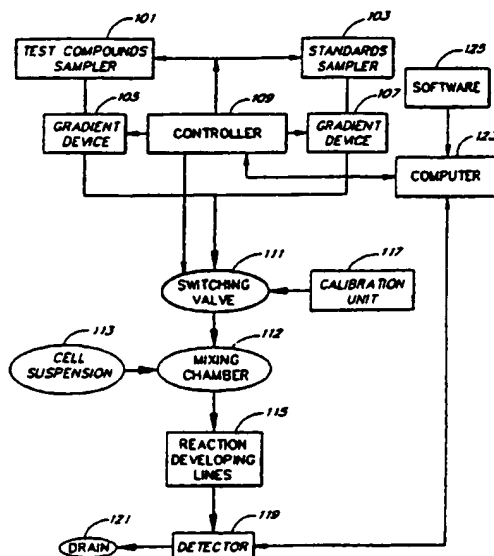 101
TEST COMPOUNDS
SAMPLER
103
STANDARDS
SAMPLER
125
SOFTWARE
105
GRADIENT
DEVICE
109
CONTROLLER
107
GRADIENT
DEVICE
123
COMPUTER
111
SWITCHING
VALVE
117
CALIBRATION
UNIT
113
CELL
SUSPENSION
112
MIXING
CHAMBER
115
REACTION
DEVELOPING
LINES
121
DRAIN
119
DETECTOR